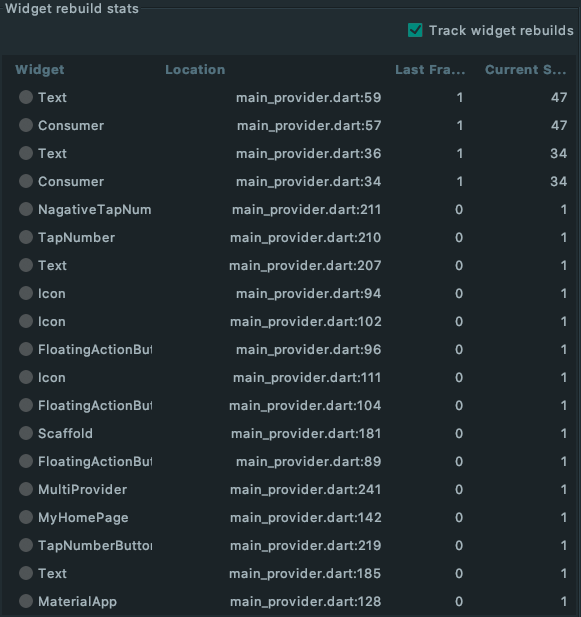 Widget rebuild stats
Track widget rebuilds
Widget Location Last Fra... Current S...
Text main_provider.dart:59 1 47
Consumer main_provider.dart:57 1 47
Text main_provider.dart:36 1 34
Consumer main_provider.dart:34 1 34
NagativeTapNum main_provider.dart:211 0 1
TapNumber main_provider.dart:210 0 1
Text main_provider.dart:207 0 1
Icon main_provider.dart:94 0 1
Icon main_provider.dart:102 0 1
FloatingActionBut main_provider.dart:96 0 1
Icon main_provider.dart:111 0 1
FloatingActionBut main_provider.dart:104 0 1
Scaffold main_provider.dart:181 0 1
FloatingActionBut main_provider.dart:89 0 1
MultiProvider main_provider.dart:241 0 1
MyHomePage main_provider.dart:142 0 1
TapNumberButton main_provider.dart:219 0 1
Text main_provider.dart:185 0 1
MaterialApp main_provider.dart:128 0 1